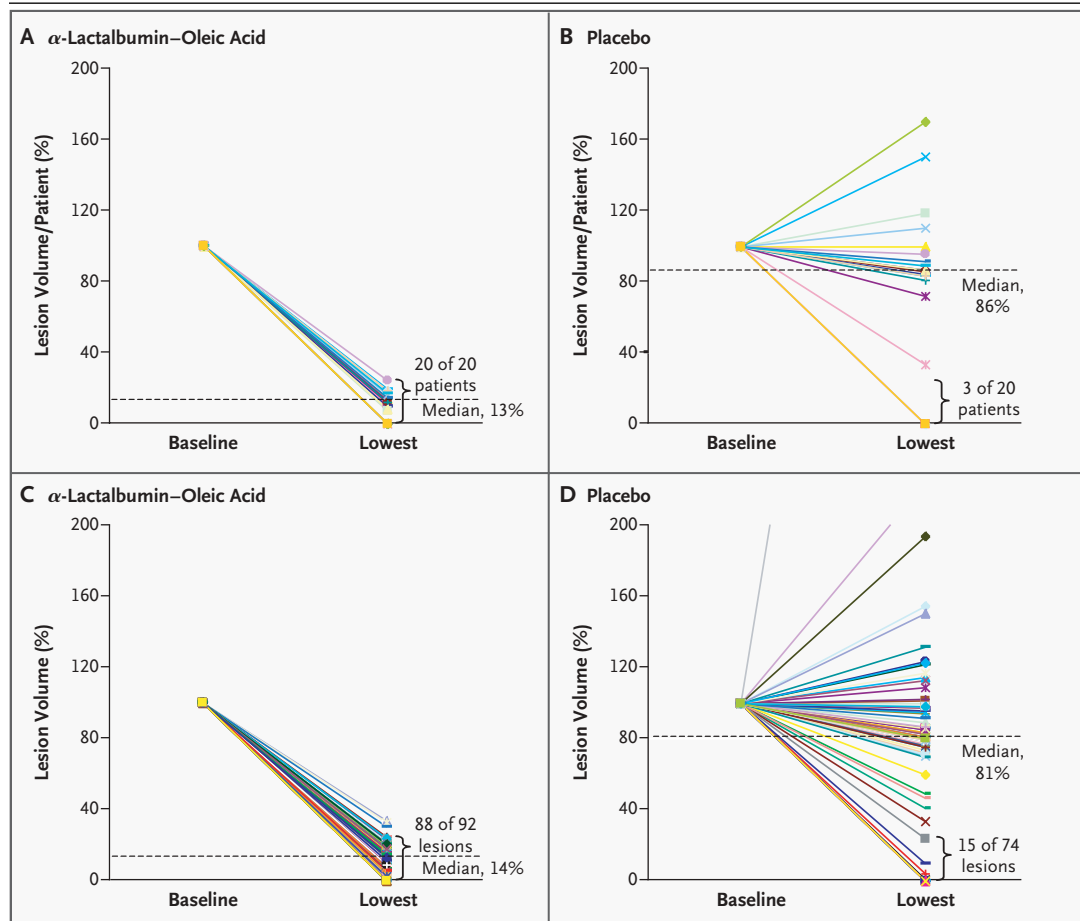 A α-Lactalbumin–Oleic Acid
200
160
120
80
40
0
Lesion Volume/Patient (%)
20 of 20
patients
Median, 13%
Baseline
Lowest
B Placebo
200
160
120
80
40
0
Lesion Volume/Patient (%)
Median,
86%
3 of 20
patients
Baseline
Lowest
C α-Lactalbumin–Oleic Acid
200
160
120
80
40
0
Lesion Volume (%)
88 of 92
lesions
Median, 14%
Baseline
Lowest
D Placebo
200
160
120
80
40
0
Lesion Volume (%)
Median,
81%
15 of 74
lesions
Baseline
Lowest